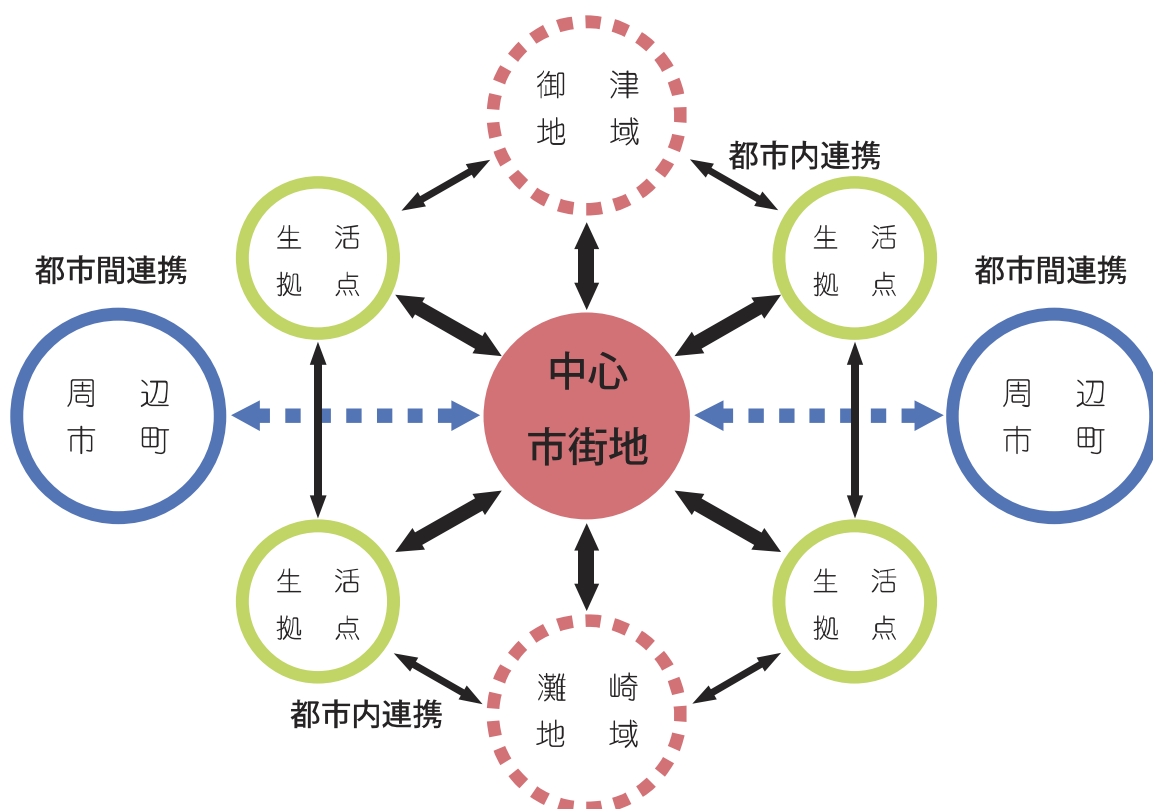 御津
地域
都市内連携
生活
拠点
生活
拠点
都市間連携
都市間連携
中心
市街地
周辺
市町
周辺
市町
生活
拠点
生活
拠点
灘崎
地域
都市内連携